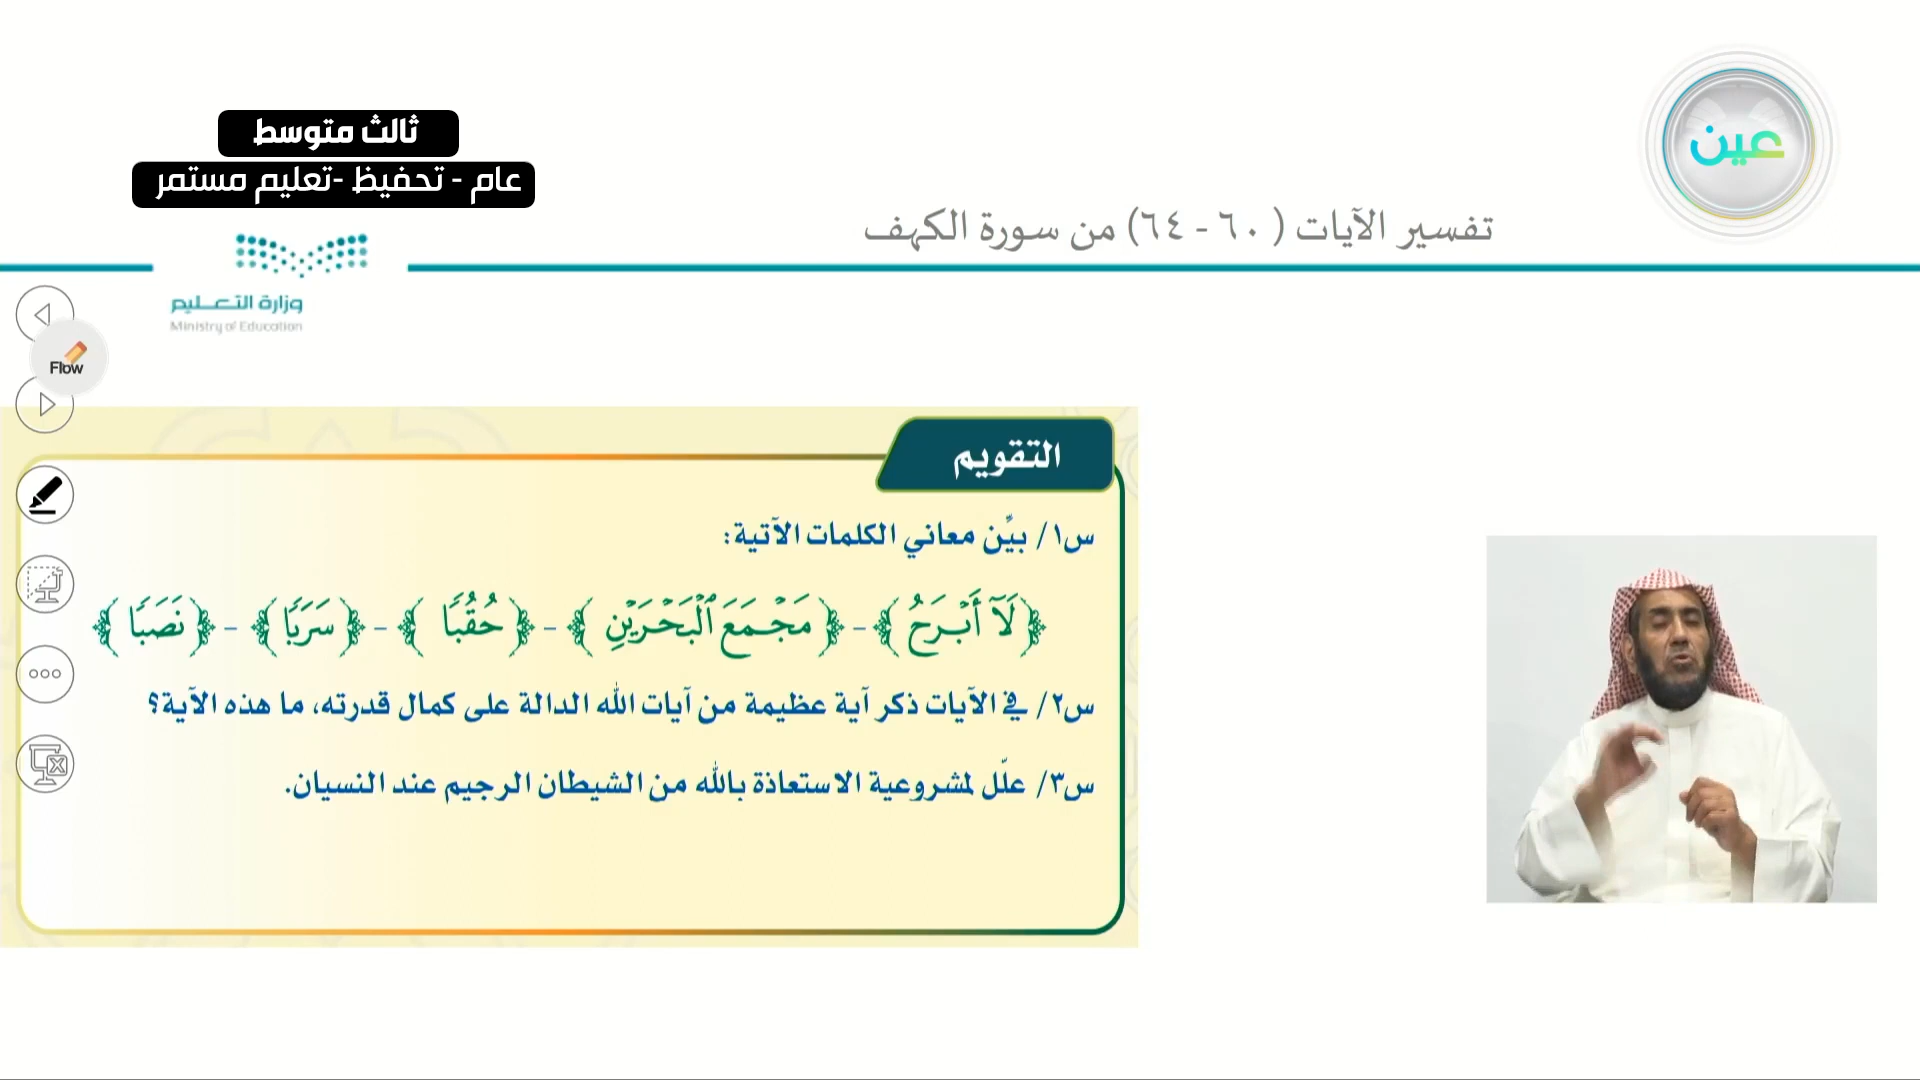 عين
ثالث متوسط
عام - تحفيظ -تعليم مستمر
تفسير الآيات ( ٦٠ - ٦٤) من سورة الكهف
وزارة التعـــليم
Ministry of Education
Flow
التقويم
س١/ بيِّن معاني الكلمات الآتية:
﴿لَآ أَبۡرَحُ﴾ - ﴿مَجۡمَعَ ٱلۡبَحۡرَيۡنِ﴾ - ﴿حُقُبٗا﴾ - ﴿سَرَبٗا﴾ - ﴿نَصَبٗا﴾
س٢/ في الآيات ذكر آية عظيمة من آيات الله الدالة على كمال قدرته، ما هذه الآية؟
س٣/ علّل لمشروعية الاستعاذة بالله من الشيطان الرجيم عند النسيان.